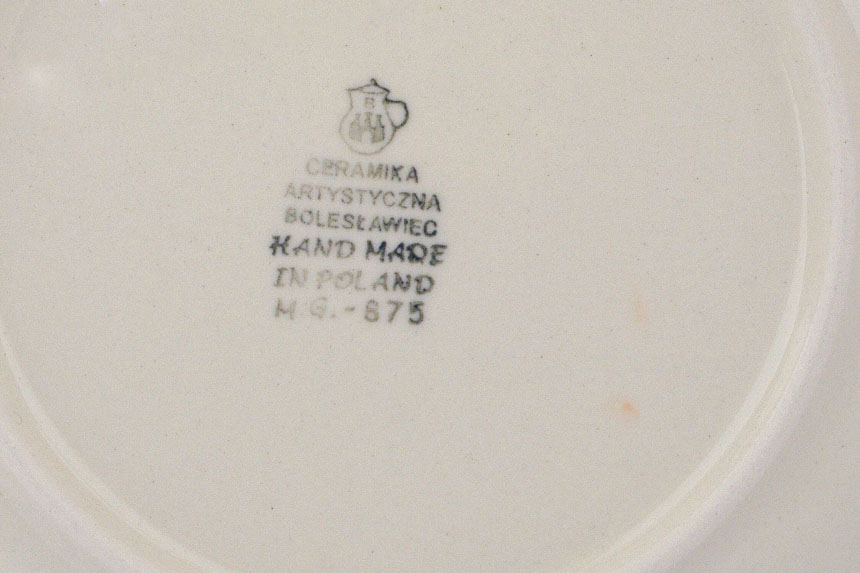 B
CERAMIKA
ARTYSTYCZNA
BOLESŁAWIEC
HAND MADE
IN POLAND
M.G.-875